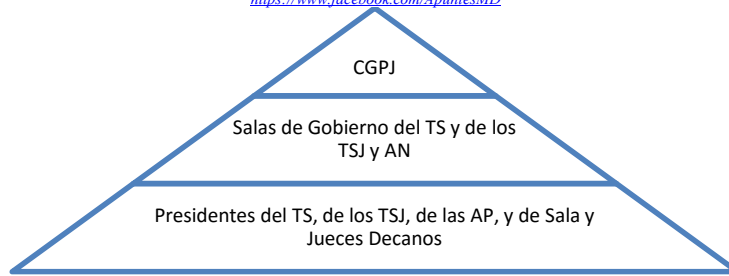 https://www.facebook.com/ApuntesMD
CGPJ
Salas de Gobierno del TS y de los
TSJ y AN
Presidentes del TS, de los TSJ, de las AP, y de Sala y
Jueces Decanos